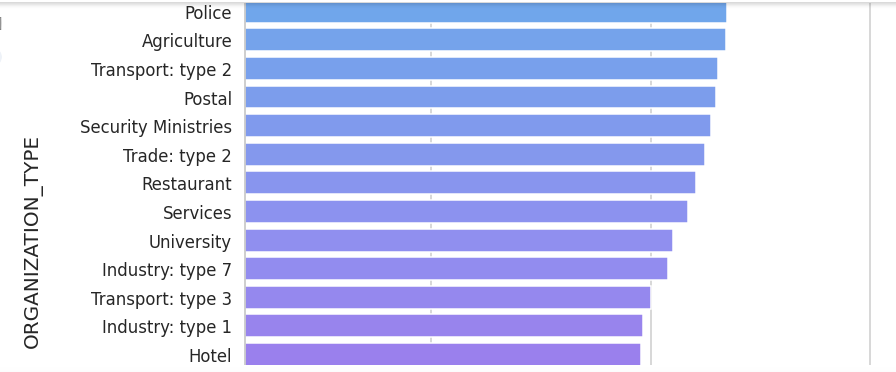 Police
Agriculture
Transport: type 2
Postal
Security Ministries
Trade: type 2
Restaurant
Services
University
Industry: type 7
Transport: type 3
Industry: type 1
Hotel
ORGANIZATION_TYPE